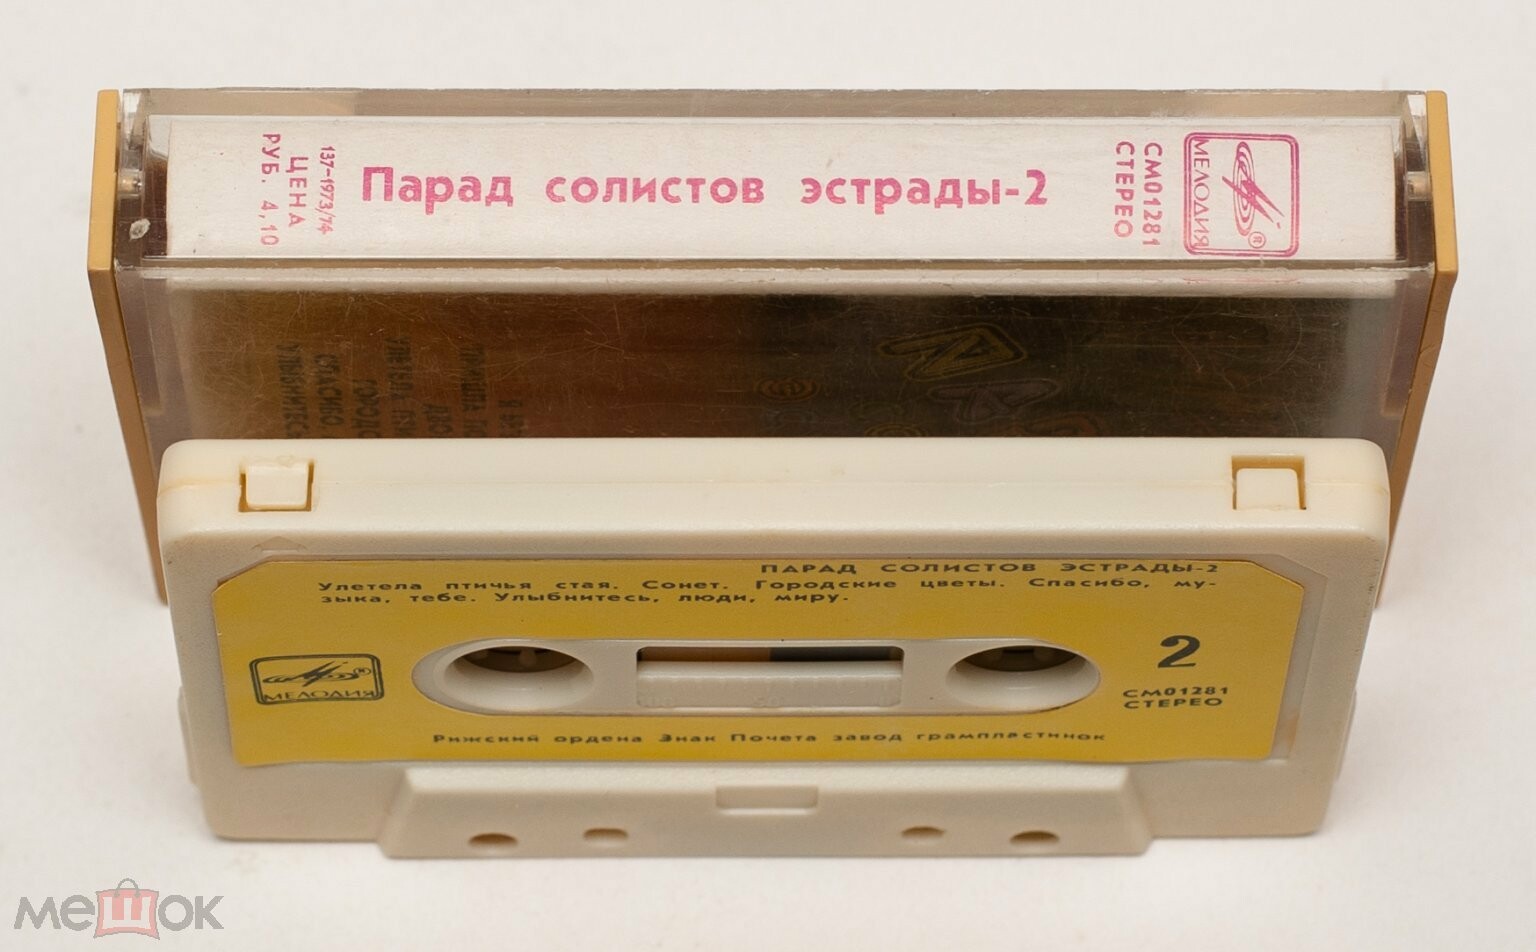 137-1973/74
ЦЕНА
РУБ. 4,10
Парад солистов эстрады-2
СМ01281
СТЕРЕО
МЕЛОДИЯ
®
СПАСИБО
УЛЫБНИТЕСЬ
ПАРАД СОЛИСТОВ ЭСТРАДЫ-2
Улетела птичья стая. Сонет. Городские цветы. Спасибо, му-
зыка, тебе. Улыбнитесь, люди, миру.
МЕЛОДИЯ
®
2
СМ01281
СТЕРЕО
Рижский ордена Знак Почета завод грампластинок
мешок